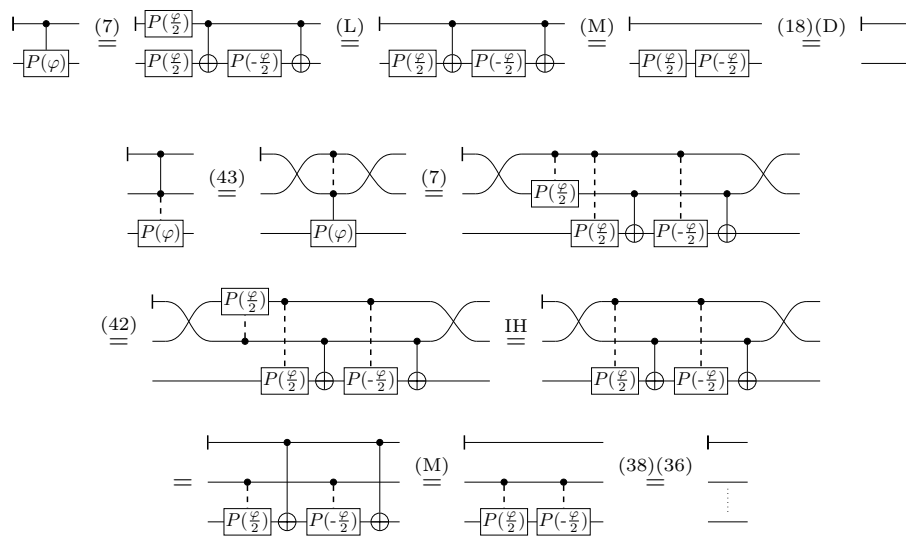 P(φ) (7) = P(φ/2) P(φ/2) P(-φ/2) (L) = P(φ/2) P(-φ/2) (M) = P(φ/2) P(-φ/2) (18)(D) =
P(φ) (43) = P(φ) (7) = P(φ/2) P(φ/2) P(-φ/2)
(42) = P(φ/2) P(φ/2) P(-φ/2) IH = P(φ/2) P(-φ/2)
= P(φ/2) P(-φ/2) (M) = P(φ/2) P(-φ/2) (38)(36) =